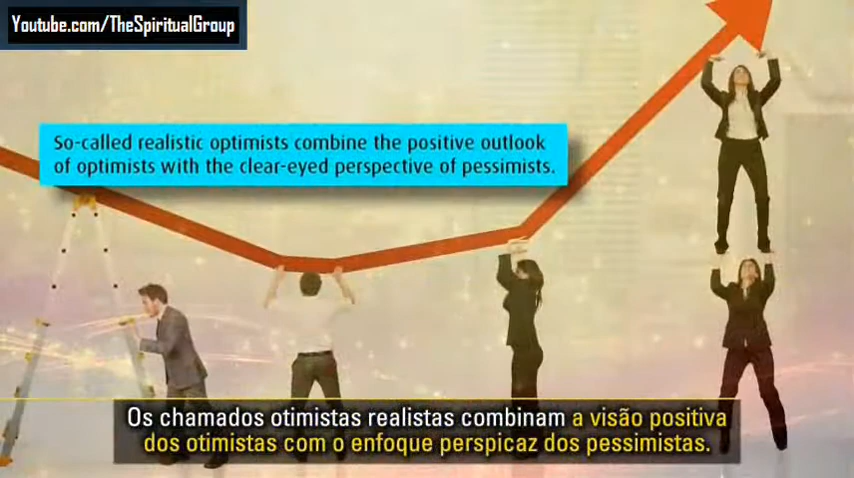 Youtube.com/TheSpiritualGroup
So-called realistic optimists combine the positive outlook
of optimists with the clear-eyed perspective of pessimists.
Os chamados otimistas realistas combinam a visão positiva
dos otimistas com o enfoque perspicaz dos pessimistas.